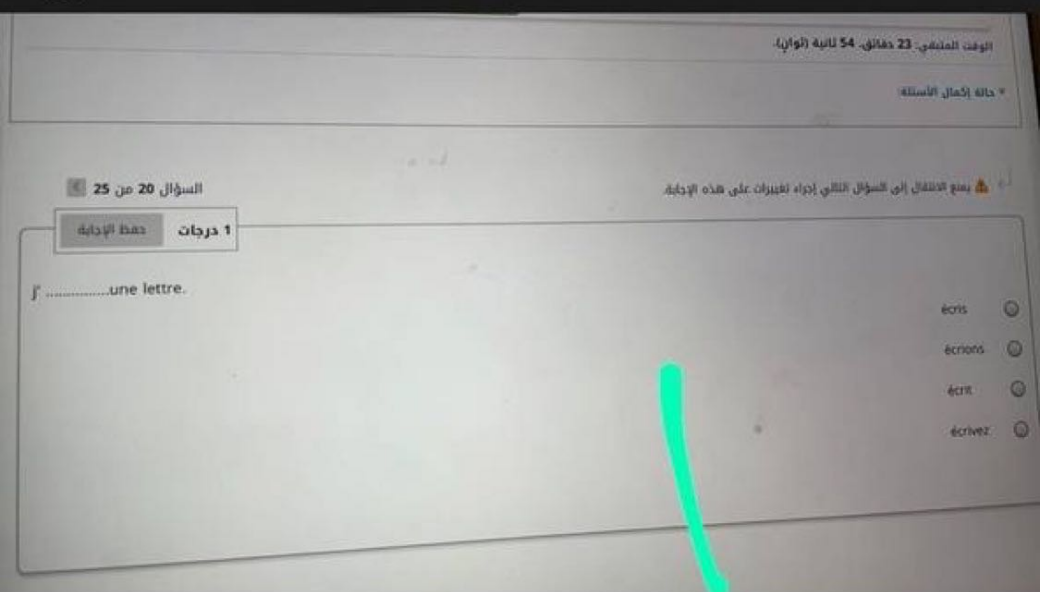 الوقت المتبقي: 23 دقائق، 54 ثانية (ثوان).
حالة إكمال الأسئلة:
يمنع الانتقال إلى السؤال التالي إجراء تغييرات على هذه الإجابة.
السؤال 20 من 25
1 درجات
حفظ الإجابة
j' ...............une lettre.
écris
écrions
écrit
écrivez